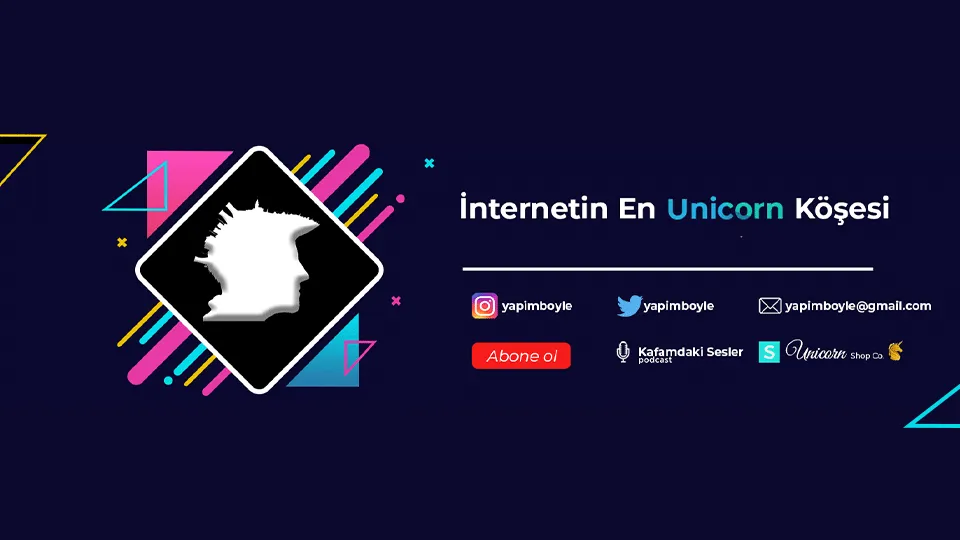 İnternetin En Unicorn Köşesi
yapimboyle
yapimboyle
yapimboyle@gmail.com
Abone ol
Kafamdaki Sesler
podcast
S
Unicorn Shop Co.